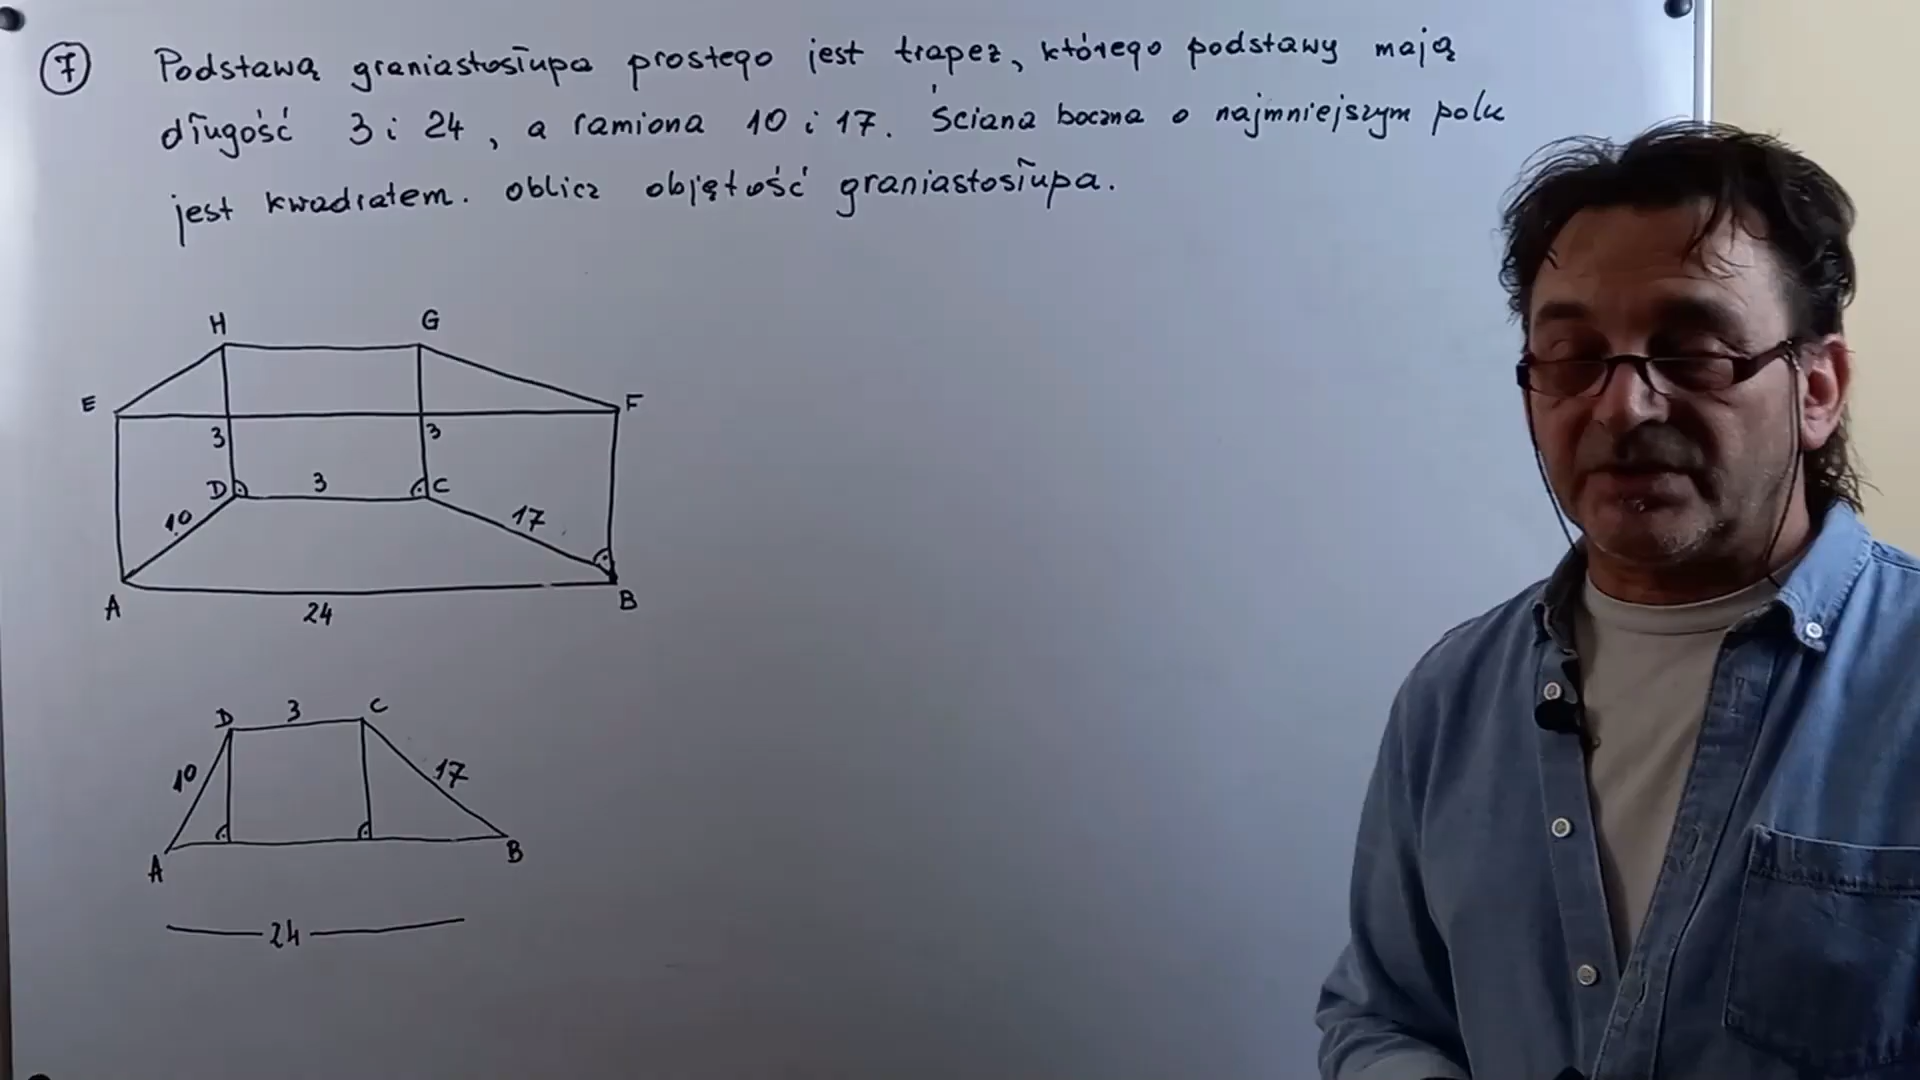 7 Podstawą graniastosłupa prostego jest trapez, którego podstawy mają
długość 3 i 24, a ramiona 10 i 17. Ściana boczna o najmniejszym polu
jest kwadratem. Oblicz objętość graniastosłupa.
H G
E F
3 3
D 3 C
10 17
A B
24
D 3 C
10 17
A B
24